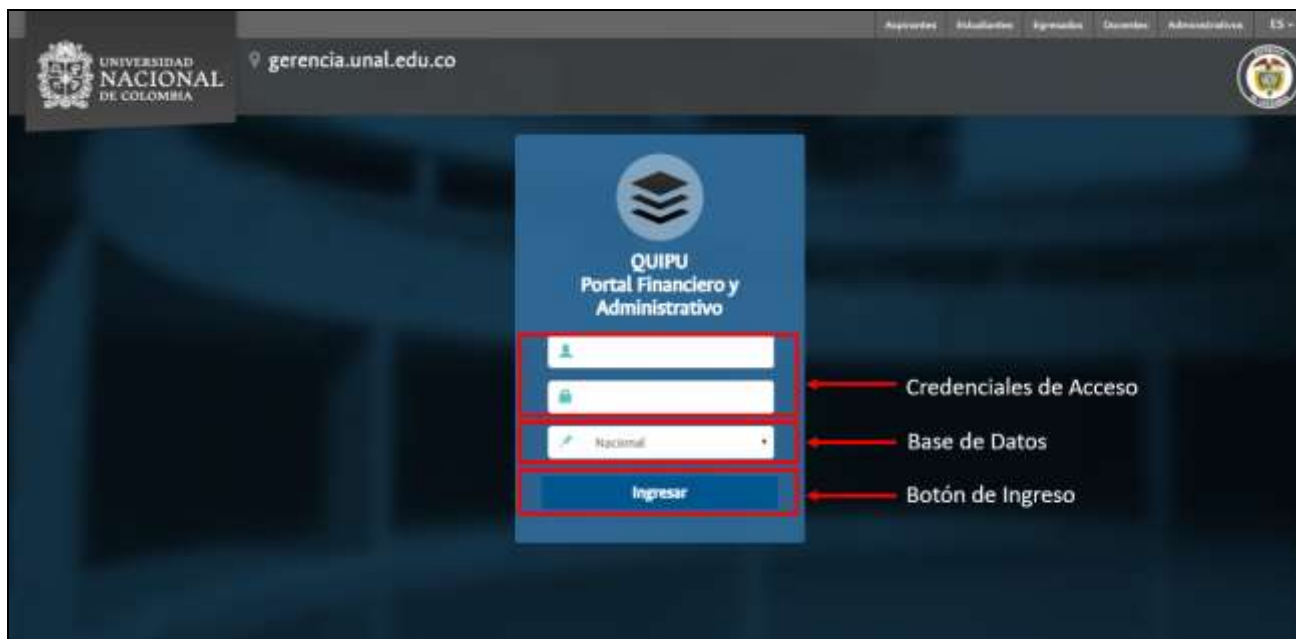 Aspirantes Estudiantes Egresados Docentes Administrativos ES
UNIVERSIDAD
NACIONAL
DE COLOMBIA
gerencia.unal.edu.co
QUIPU
Portal Financiero y
Administrativo
Credenciales de Acceso
Nacional
Base de Datos
Ingresar
Botón de Ingreso